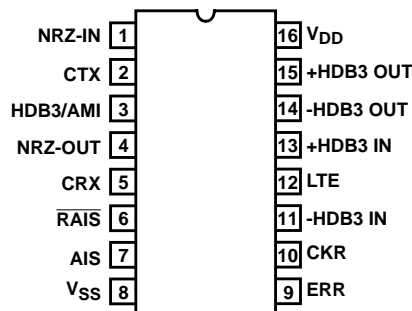 NRZ-IN 1 16 VDD
CTX 2 15 +HDB3 OUT
HDB3/AMI 3 14 -HDB3 OUT
NRZ-OUT 4 13 +HDB3 IN
CRX 5 12 LTE
RAIS 6 11 -HDB3 IN
AIS 7 10 CKR
VSS 8 9 ERR